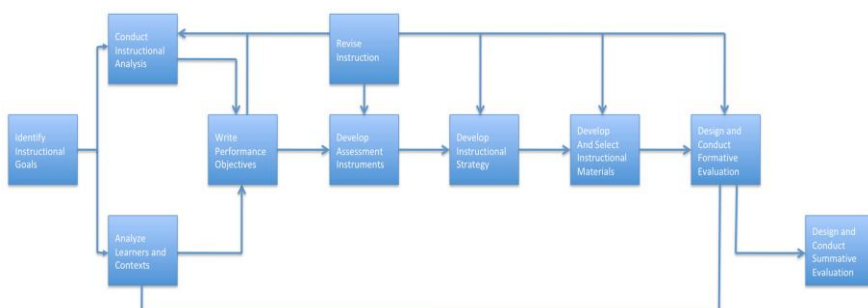 Conduct
Instructional
Analysis
Revise
Instruction
Identify
Instructional
Goals
Write
Performance
Objectives
Develop
Assessment
Instruments
Develop
Instructional
Strategy
Develop
And Select
Instructional
Materials
Design and
Conduct
Formative
Evaluation
Analyze
Learners and
Contexts
Design and
Conduct
Summative
Evaluation